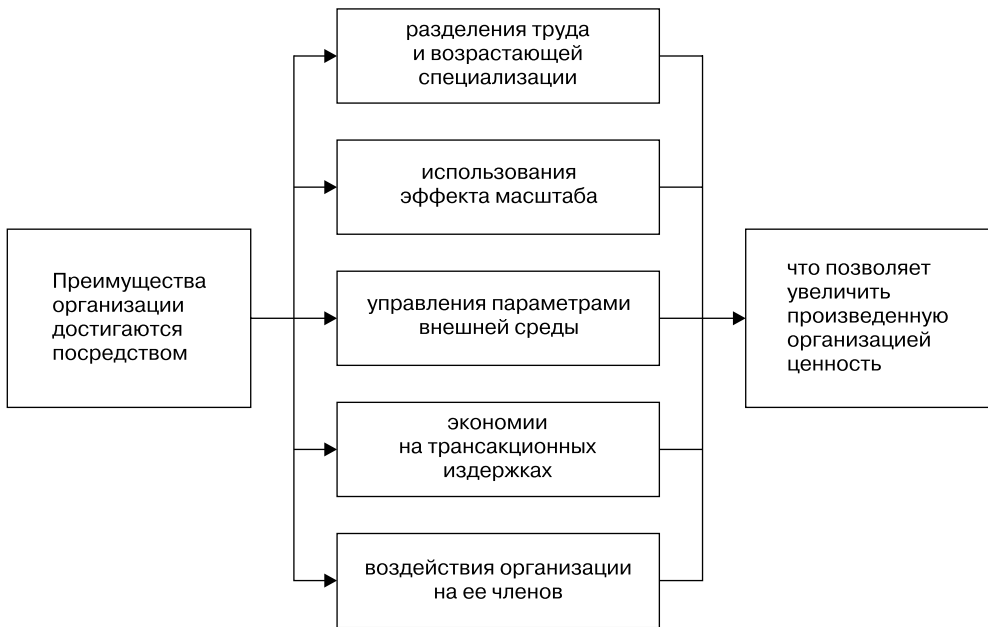 Преимущества
организации
достигаются
посредством
разделения труда
и возрастающей
специализации
использования
эффекта масштаба
управления параметрами
внешней среды
экономии
на трансакционных
издержках
воздействия организации
на ее членов
что позволяет
увеличить
произведенную
организацией
ценность